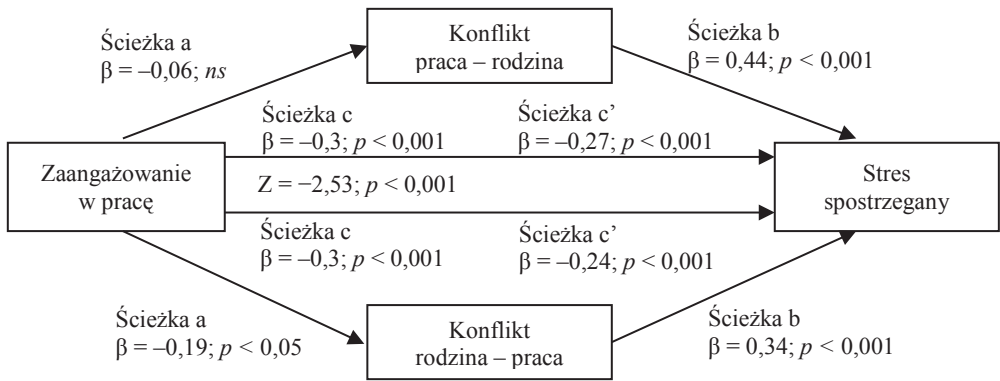 Ścieżka a
β = –0,06; ns
Konflikt
praca – rodzina
Ścieżka b
β = 0,44; p < 0,001
Ścieżka c
β = –0,3; p < 0,001
Ścieżka c’
β = –0,27; p < 0,001
Zaangażowanie
w pracę
Z = −2,53; p < 0,001
Stres
spostrzegany
Ścieżka c
β = –0,3; p < 0,001
Ścieżka c’
β = –0,24; p < 0,001
Ścieżka a
β = –0,19; p < 0,05
Konflikt
rodzina – praca
Ścieżka b
β = 0,34; p < 0,001